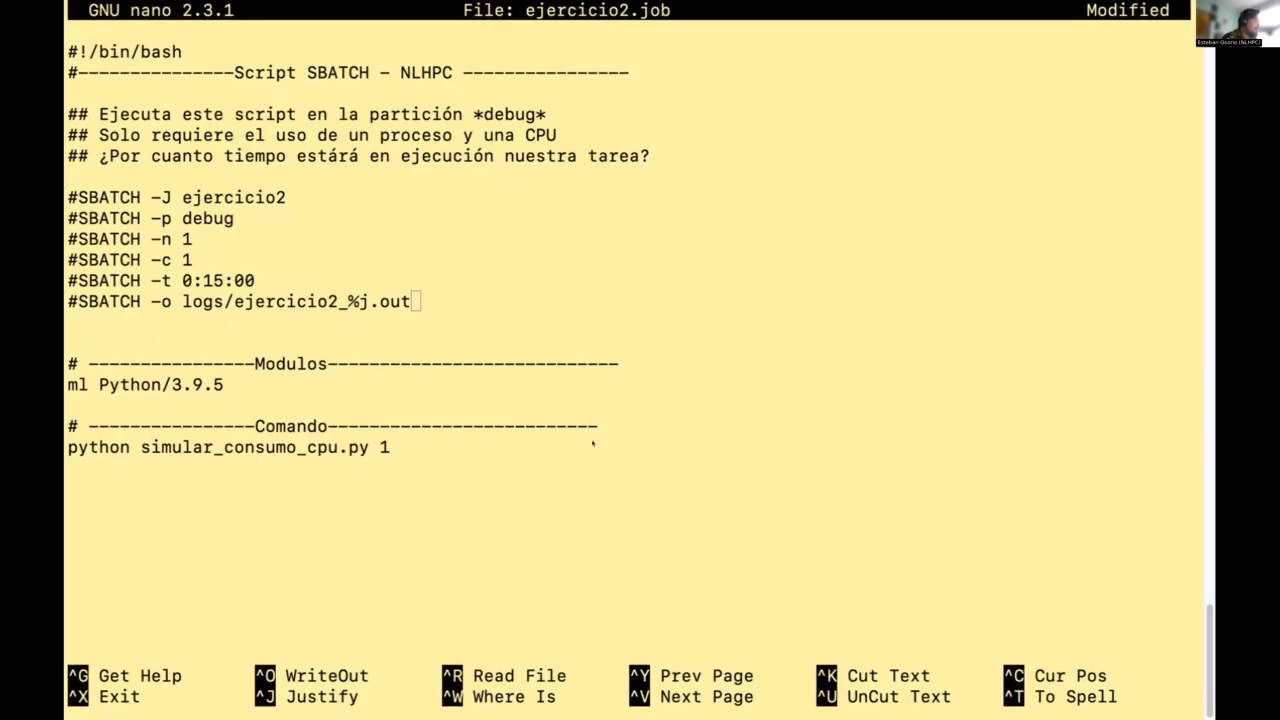 GNU nano 2.3.1 File: ejercicio2.job Modified
Esteban Osorio (NLHPC)
#!/bin/bash
#---------------Script SBATCH - NLHPC ----------------
## Ejecuta este script en la partición *debug*
## Solo requiere el uso de un proceso y una CPU
## ¿Por cuanto tiempo estárá en ejecución nuestra tarea?
#SBATCH -J ejercicio2
#SBATCH -p debug
#SBATCH -n 1
#SBATCH -c 1
#SBATCH -t 0:15:00
#SBATCH -o logs/ejercicio2_%j.out
# ----------------Modulos----------------------------
ml Python/3.9.5
# ----------------Comando--------------------------
python simular_consumo_cpu.py 1
^G Get Help ^O WriteOut ^R Read File ^Y Prev Page ^K Cut Text ^C Cur Pos
^X Exit ^J Justify ^W Where Is ^V Next Page ^U UnCut Text ^T To Spell